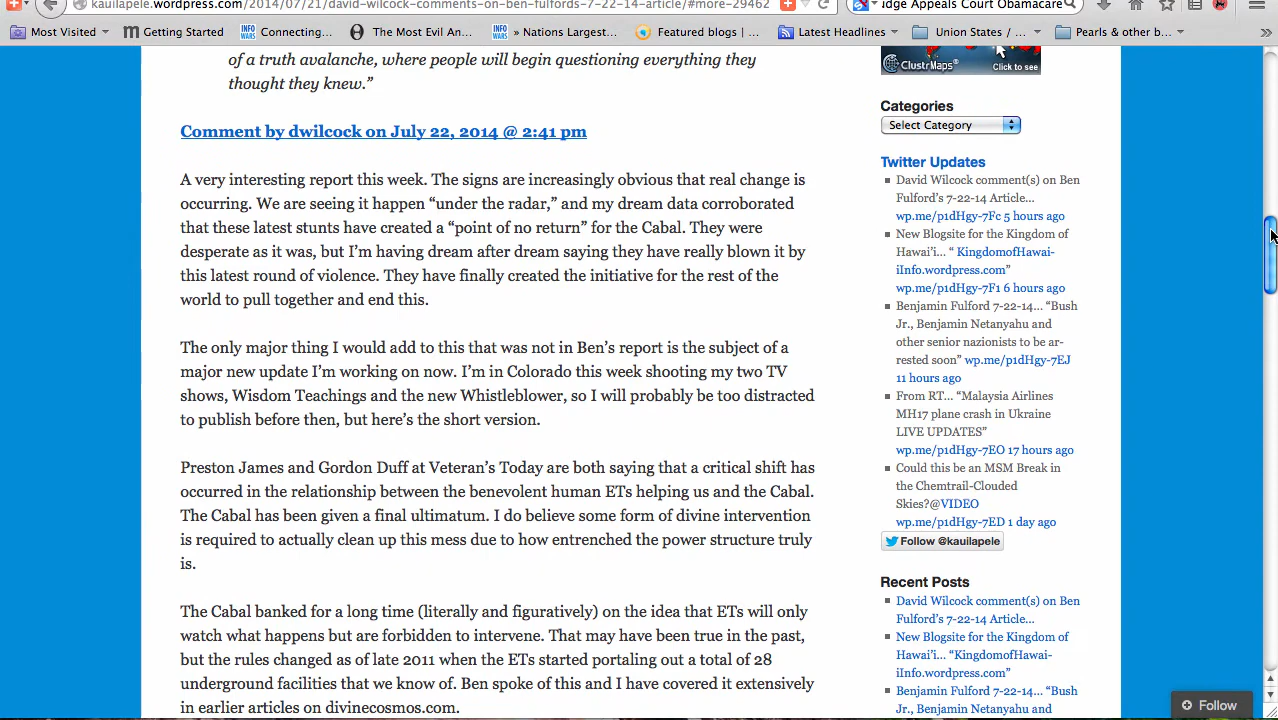 kauilapele.wordpress.com/2014/07/21/david-wilcock-comments-on-ben-fulfords-7-22-14-article/#more-29462
idge Appeals Court Obamacare
Most Visited
Getting Started
Connecting...
The Most Evil An...
» Nations Largest...
Featured blogs | ...
Latest Headlines
Union States / ...
Pearls & other b...
of a truth avalanche, where people will begin questioning everything they
thought they knew.”
Comment by dwilcock on July 22, 2014 @ 2:41 pm
A very interesting report this week. The signs are increasingly obvious that real change is
occurring. We are seeing it happen “under the radar,” and my dream data corroborated
that these latest stunts have created a “point of no return” for the Cabal. They were
desperate as it was, but I’m having dream after dream saying they have really blown it by
this latest round of violence. They have finally created the initiative for the rest of the
world to pull together and end this.
The only major thing I would add to this that was not in Ben’s report is the subject of a
major new update I’m working on now. I’m in Colorado this week shooting my two TV
shows, Wisdom Teachings and the new Whistleblower, so I will probably be too distracted
to publish before then, but here’s the short version.
Preston James and Gordon Duff at Veteran’s Today are both saying that a critical shift has
occurred in the relationship between the benevolent human ETs helping us and the Cabal.
The Cabal has been given a final ultimatum. I do believe some form of divine intervention
is required to actually clean up this mess due to how entrenched the power structure truly
is.
The Cabal banked for a long time (literally and figuratively) on the idea that ETs will only
watch what happens but are forbidden to intervene. That may have been true in the past,
but the rules changed as of late 2011 when the ETs started portaling out a total of 28
underground facilities that we know of. Ben spoke of this and I have covered it extensively
in earlier articles on divinecosmos.com.
ClustrMaps®
Click to see
Categories
Select Category
Twitter Updates
David Wilcock comment(s) on Ben
Fulford’s 7-22-14 Article...
wp.me/p1dHgy-7Fc 5 hours ago
New Blogsite for the Kingdom of
Hawai’i... “ KingdomofHawai-
iInfo.wordpress.com”
wp.me/p1dHgy-7F1 6 hours ago
Benjamin Fulford 7-22-14... “Bush
Jr., Benjamin Netanyahu and
other senior nazionists to be ar-
rested soon” wp.me/p1dHgy-7EJ
11 hours ago
From RT... “Malaysia Airlines
MH17 plane crash in Ukraine
LIVE UPDATES”
wp.me/p1dHgy-7EO 17 hours ago
Could this be an MSM Break in
the Chemtrail-Clouded
Skies?@VIDEO
wp.me/p1dHgy-7ED 1 day ago
Follow @kauilapele
Recent Posts
David Wilcock comment(s) on Ben
Fulford’s 7-22-14 Article...
New Blogsite for the Kingdom of
Hawai’i... “KingdomofHawai-
iInfo.wordpress.com”
Benjamin Fulford 7-22-14... “Bush
Jr., Benjamin Netanyahu and
Follow